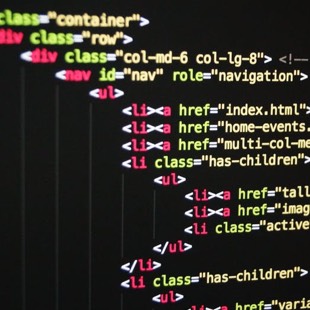 class="container">
div class="row">
<div class="col-md-6 col-lg-8"> <!--
<nav id="nav" role="navigation">
<ul>
<li><a href="index.html">
<li><a href="home-events.
<li><a href="multi-col-me
<li class="has-children">
<ul>
<li><a href="tall
<li><a href="imag
<li class="active
</ul>
</li>
<li class="has-children">
<ul>
<li><a href="varia